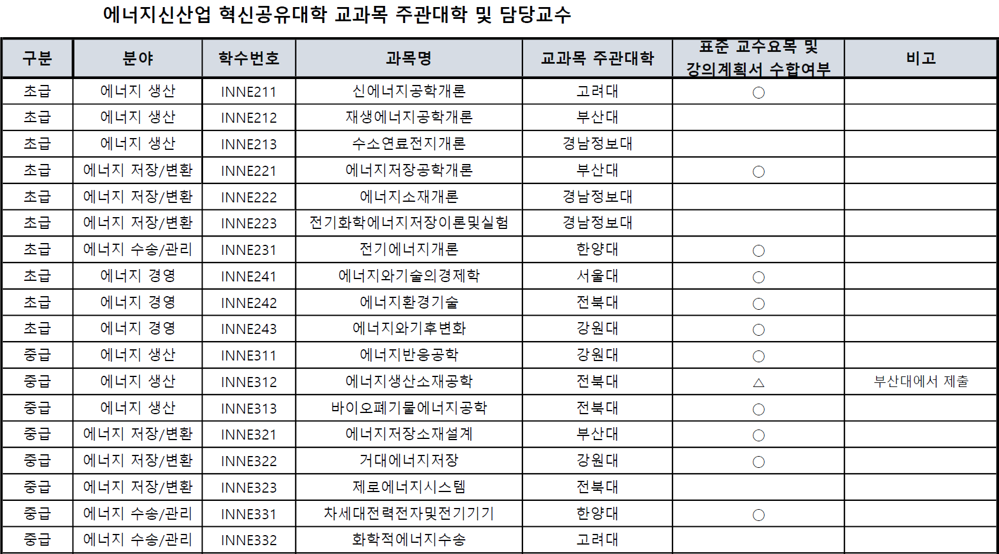 에너지신산업 혁신공유대학 교과목 주관대학 및 담당교수
구분 분야 학수번호 과목명 교과목 주관대학 표준 교수요목 및 강의계획서 수합여부 비고
초급 에너지 생산 INNE211 신에너지공학개론 고려대 ○
초급 에너지 생산 INNE212 재생에너지공학개론 부산대
초급 에너지 생산 INNE213 수소연료전지개론 경남정보대
초급 에너지 저장/변환 INNE221 에너지저장공학개론 부산대 ○
초급 에너지 저장/변환 INNE222 에너지소재개론 경남정보대
초급 에너지 저장/변환 INNE223 전기화학에너지저장이론및실험 경남정보대
초급 에너지 수송/관리 INNE231 전기에너지개론 한양대 ○
초급 에너지 경영 INNE241 에너지와기술의경제학 서울대 ○
초급 에너지 경영 INNE242 에너지환경기술 전북대 ○
초급 에너지 경영 INNE243 에너지와기후변화 강원대 ○
중급 에너지 생산 INNE311 에너지반응공학 강원대 ○
중급 에너지 생산 INNE312 에너지생산소재공학 전북대 △ 부산대에서 제출
중급 에너지 생산 INNE313 바이오폐기물에너지공학 전북대 ○
중급 에너지 저장/변환 INNE321 에너지저장소재설계 부산대 ○
중급 에너지 저장/변환 INNE322 거대에너지저장 강원대 ○
중급 에너지 저장/변환 INNE323 제로에너지시스템 전북대
중급 에너지 수송/관리 INNE331 차세대전력전자및전기기기 한양대 ○
중급 에너지 수송/관리 INNE332 화학적에너지수송 고려대